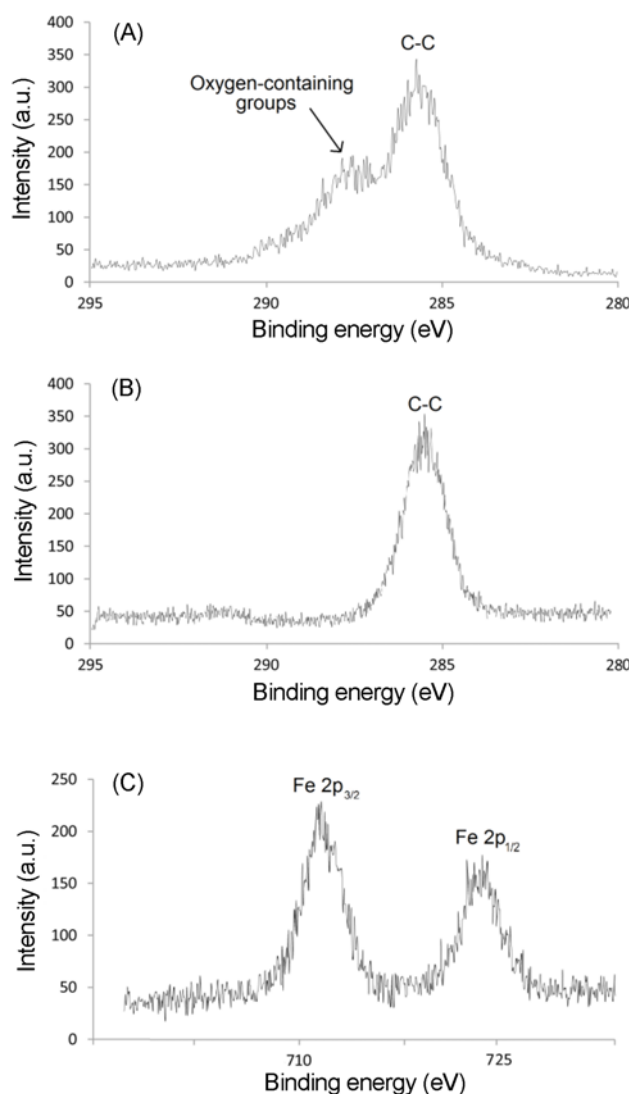 (A)
C-C
Oxygen-containing
groups
Intensity (a.u.)
400
350
300
250
200
150
100
50
0
295
290
285
280
Binding energy (eV)
(B)
C-C
Intensity (a.u.)
400
350
300
250
200
150
100
50
0
295
290
285
280
Binding energy (eV)
(C)
Fe 2p3/2
Fe 2p1/2
Intensity (a.u.)
250
200
150
100
50
0
710
725
Binding energy (eV)